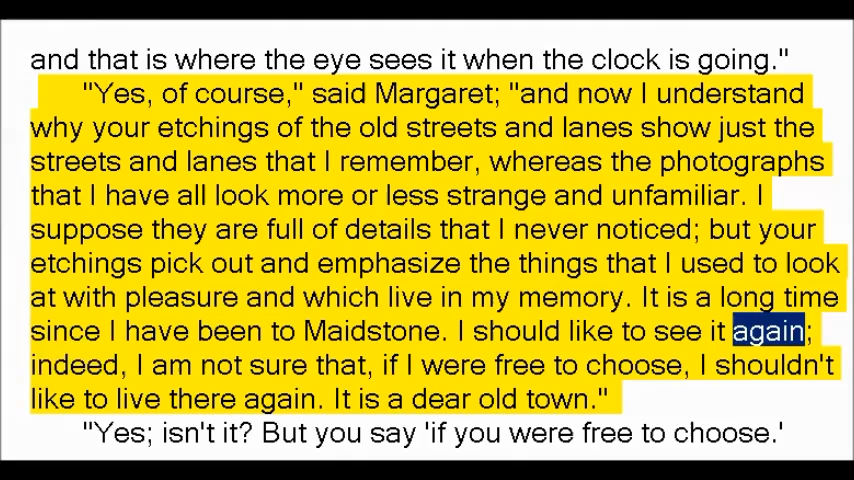 and that is where the eye sees it when the clock is going."
"Yes, of course," said Margaret; "and now I understand
why your etchings of the old streets and lanes show just the
streets and lanes that I remember, whereas the photographs
that I have all look more or less strange and unfamiliar. I
suppose they are full of details that I never noticed; but your
etchings pick out and emphasize the things that I used to look
at with pleasure and which live in my memory. It is a long time
since I have been to Maidstone. I should like to see it again;
indeed, I am not sure that, if I were free to choose, I shouldn't
like to live there again. It is a dear old town."
"Yes; isn't it? But you say 'if you were free to choose.'